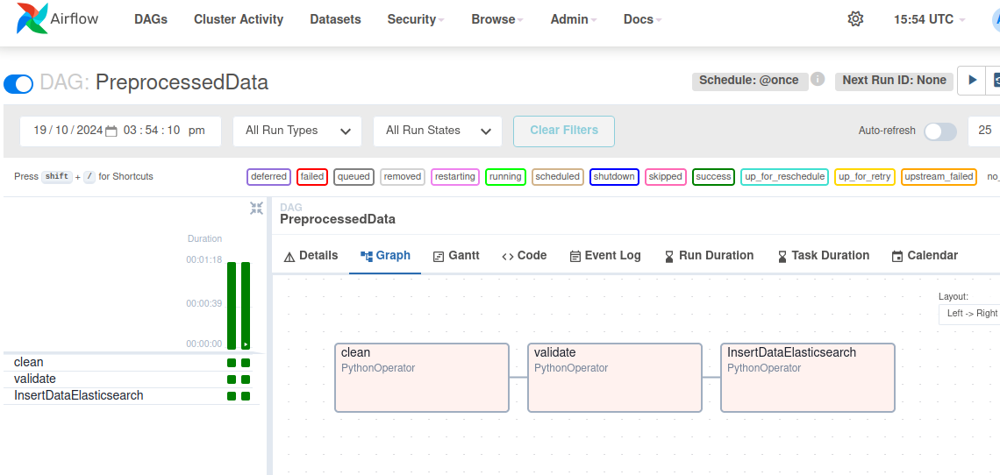 Airflow DAGs Cluster Activity Datasets Security Browse Admin Docs 15:54 UTC
DAG: PreprocessedData Schedule: @once i Next Run ID: None
19 / 10 / 2024 03 : 54 : 10 pm All Run Types All Run States Clear Filters Auto-refresh 25
Press shift + / for Shortcuts deferred failed queued removed restarting running scheduled shutdown skipped success up_for_reschedule up_for_retry upstream_failed no_
DAG
PreprocessedData
Duration
00:01:18
00:00:39
00:00:00
clean
validate
InsertDataElasticsearch
Details Graph Gantt Code Event Log Run Duration Task Duration Calendar
Layout:
Left -> Right
clean
PythonOperator
validate
PythonOperator
InsertDataElasticsearch
PythonOperator